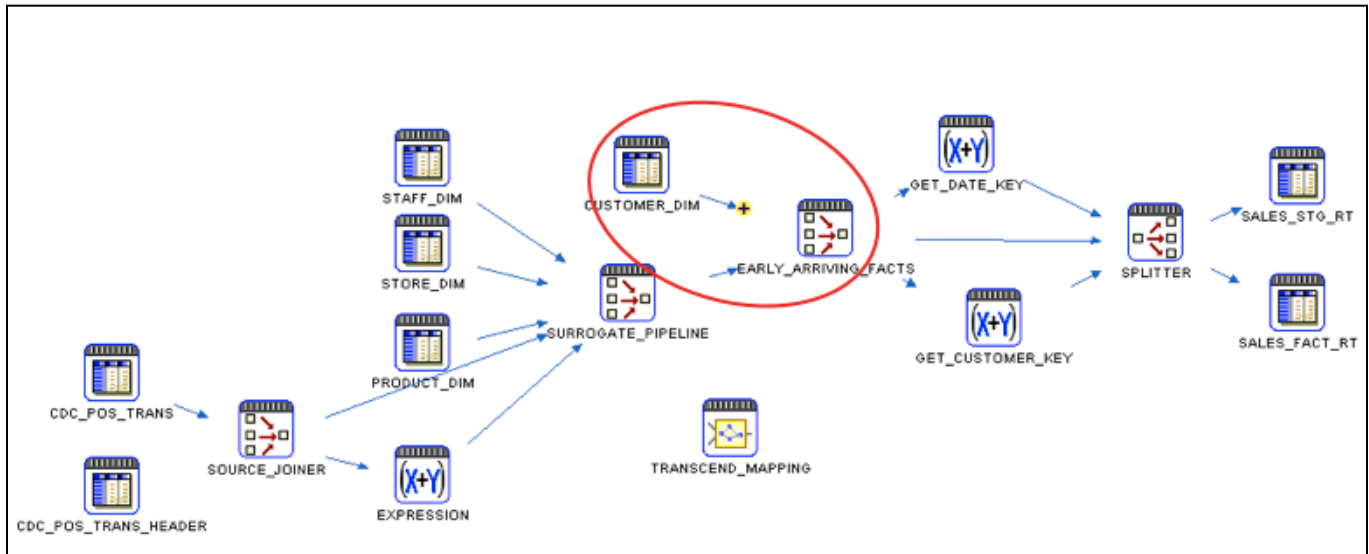 STAFF_DIM
CUSTOMER_DIM
GET_DATE_KEY
SALES_STG_RT
STORE_DIM
EARLY_ARRIVING_FACTS
SPLITTER
SURROGATE_PIPELINE
GET_CUSTOMER_KEY
SALES_FACT_RT
PRODUCT_DIM
CDC_POS_TRANS
SOURCE_JOINER
TRANSCEND_MAPPING
EXPRESSION
CDC_POS_TRANS_HEADER
(X+Y)
(X+Y)
(X+Y)